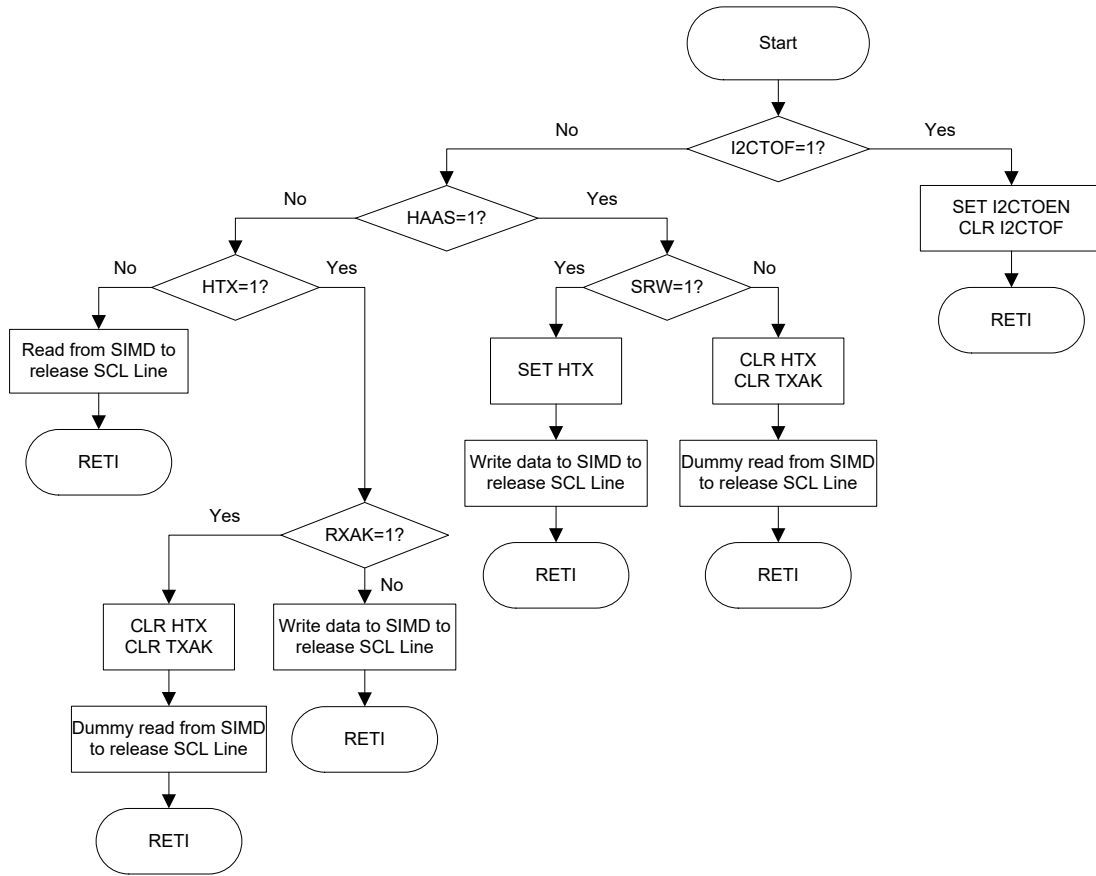 Start
No
I2CTOF=1?
Yes
No
HAAS=1?
Yes
SET I2CTOEN
CLR I2CTOF
No
HTX=1?
Yes
Yes
SRW=1?
No
RETI
Read from SIMD to
release SCL Line
SET HTX
CLR HTX
CLR TXAK
RETI
Write data to SIMD to
release SCL Line
Dummy read from SIMD
to release SCL Line
Yes
RXAK=1?
No
RETI
RETI
CLR HTX
CLR TXAK
Write data to SIMD to
release SCL Line
Dummy read from SIMD
to release SCL Line
RETI
RETI